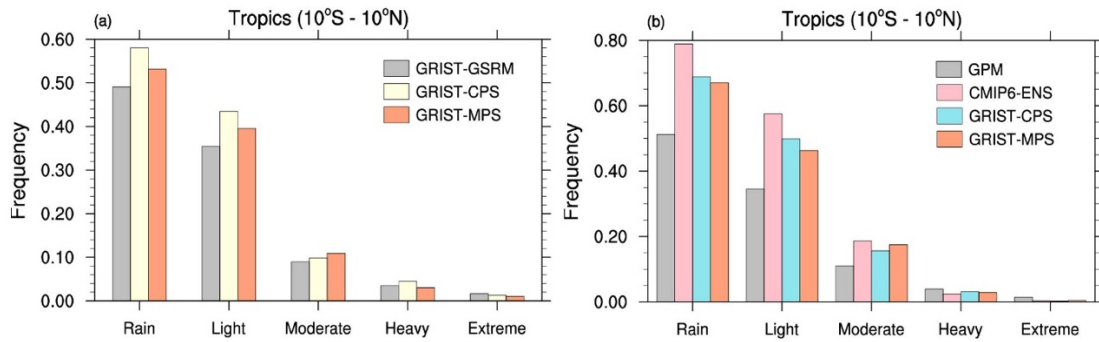 (a) Tropics (10°S - 10°N)
0.60
0.50
0.40
0.30
0.20
0.10
0.00
Frequency
GRIST-GSRM
GRIST-CPS
GRIST-MPS
Rain Light Moderate Heavy Extreme
(b) Tropics (10°S - 10°N)
0.80
0.60
0.40
0.20
0.00
Frequency
GPM
CMIP6-ENS
GRIST-CPS
GRIST-MPS
Rain Light Moderate Heavy Extreme